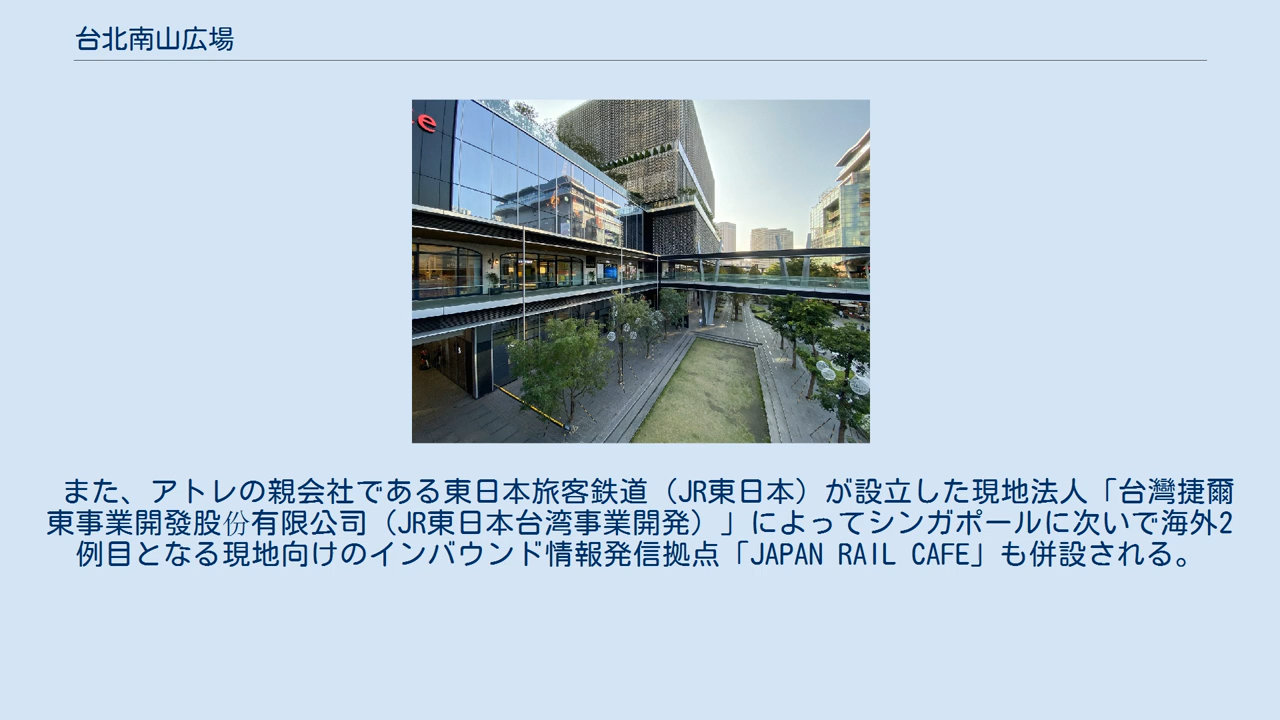 台北南山広場
e
また、アトレの親会社である東日本旅客鉄道（JR東日本）が設立した現地法人「台灣捷爾
東事業開發股份有限公司（JR東日本台湾事業開発）」によってシンガポールに次いで海外2
例目となる現地向けのインバウンド情報発信拠点「JAPAN RAIL CAFE」も併設される。